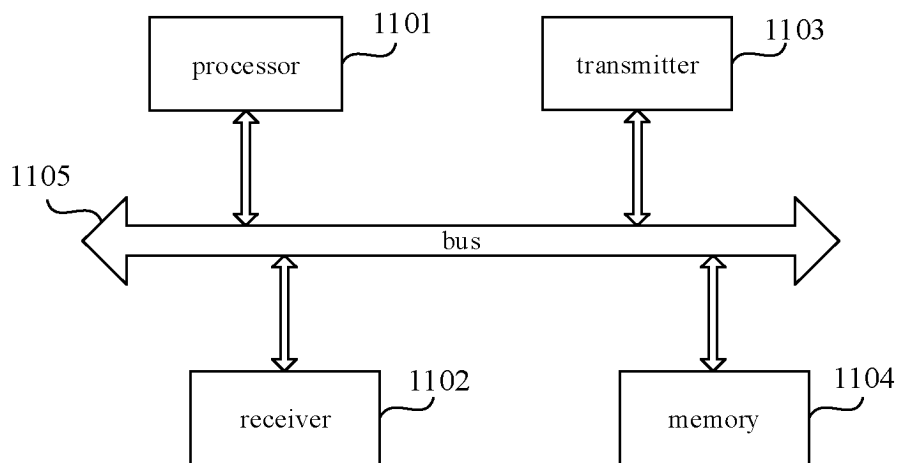 1101
processor
1103
transmitter
1105
bus
1102
receiver
1104
memory